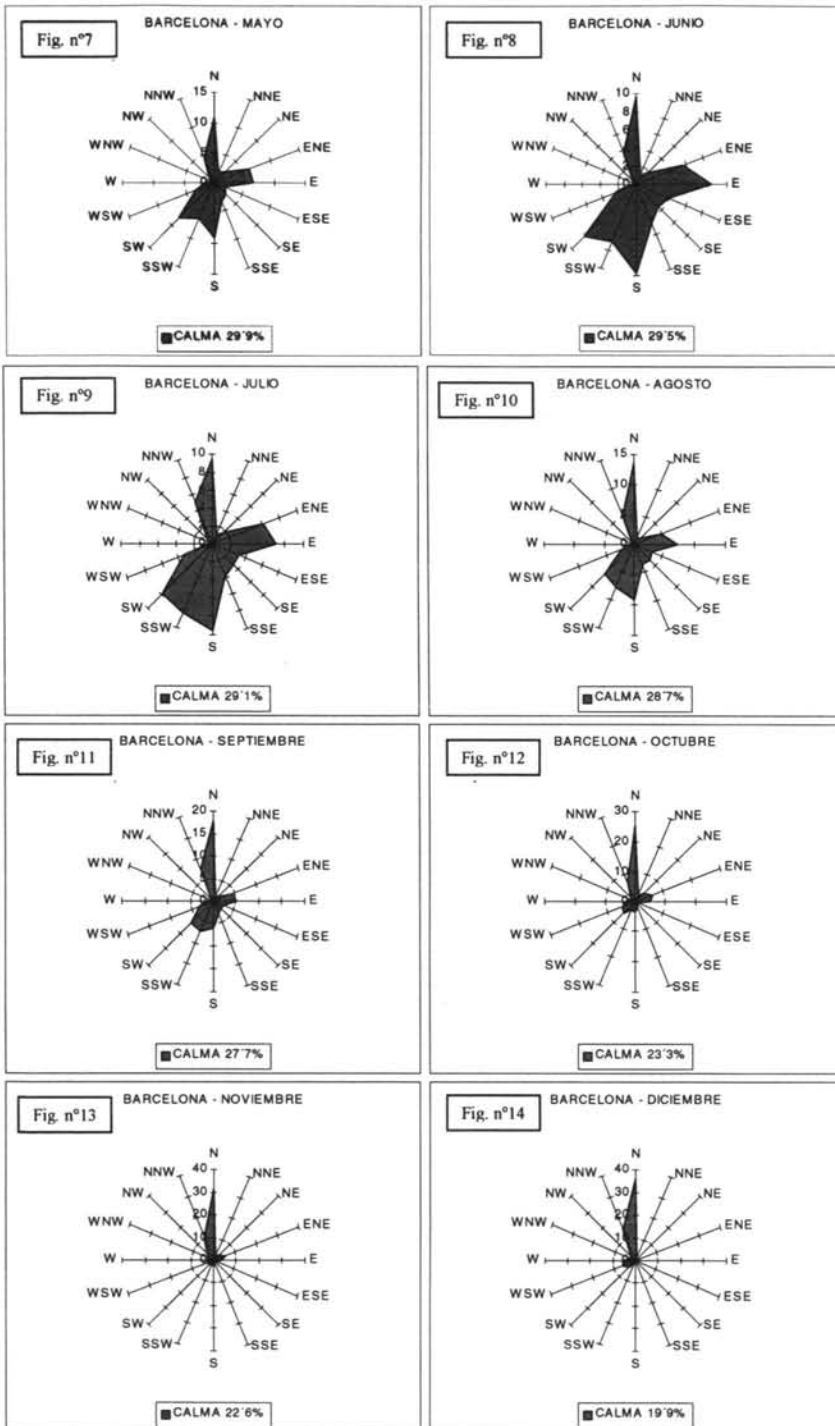 Fig. nº7
BARCELONA - MAYO
N
NNW
15
NNE
NW
10
NE
WNW
ENE
W
E
WSW
ESE
SW
SE
SSW
SSE
S
CALMA 29'9%
Fig. nº8
BARCELONA - JUNIO
N
NNW
10
NNE
8
NW
6
NE
WNW
ENE
W
E
WSW
ESE
SW
SE
SSW
SSE
S
CALMA 29'5%
Fig. nº9
BARCELONA - JULIO
N
NNW
10
NNE
8
NW
NE
WNW
ENE
W
E
WSW
ESE
SW
SE
SSW
SSE
S
CALMA 29'1%
Fig. nº10
BARCELONA - AGOSTO
N
NNW
15
NNE
NW
10
NE
WNW
ENE
W
E
WSW
ESE
SW
SE
SSW
SSE
S
CALMA 28'7%
Fig. nº11
BARCELONA - SEPTIEMBRE
N
NNW
20
NNE
NW
15
NE
WNW
10
ENE
W
E
WSW
ESE
SW
SE
SSW
SSE
S
CALMA 27'7%
Fig. nº12
BARCELONA - OCTUBRE
N
NNW
30
NNE
NW
20
NE
WNW
10
ENE
W
E
WSW
ESE
SW
SE
SSW
SSE
S
CALMA 23'3%
Fig. nº13
BARCELONA - NOVIEMBRE
N
NNW
40
NNE
NW
30
NE
WNW
20
ENE
10
W
E
WSW
ESE
SW
SE
SSW
SSE
S
CALMA 22'6%
Fig. nº14
BARCELONA - DICIEMBRE
N
NNW
40
NNE
NW
30
NE
WNW
20
ENE
10
W
E
WSW
ESE
SW
SE
SSW
SSE
S
CALMA 19'9%